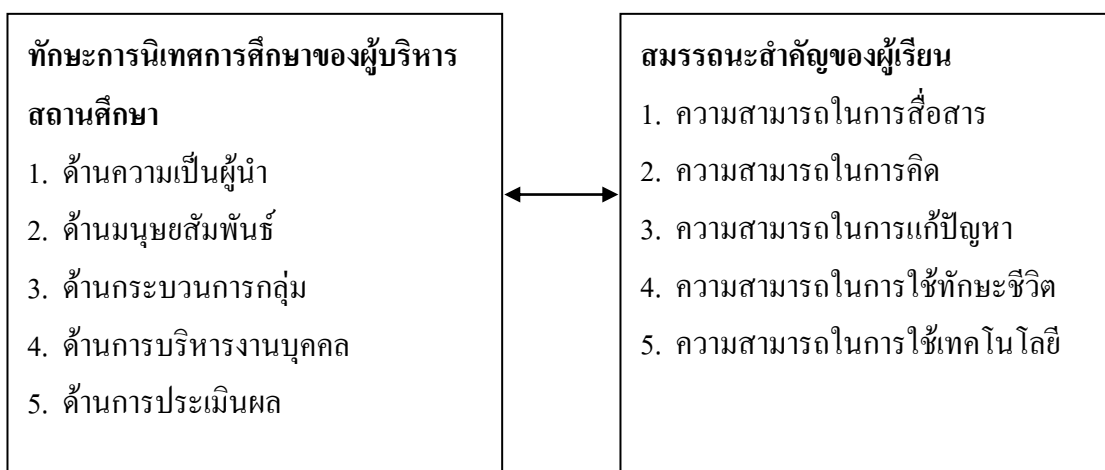 ทักษะการนิเทศการศึกษาของผู้บริหาร
สถานศึกษา
1. ด้านความเป็นผู้นำ
2. ด้านมนุษยสัมพันธ์
3. ด้านกระบวนการกลุ่ม
4. ด้านการบริหารงานบุคคล
5. ด้านการประเมินผล
สมรรถนะสำคัญของผู้เรียน
1. ความสามารถในการสื่อสาร
2. ความสามารถในการคิด
3. ความสามารถในการแก้ปัญหา
4. ความสามารถในการใช้ทักษะชีวิต
5. ความสามารถในการใช้เทคโนโลยี